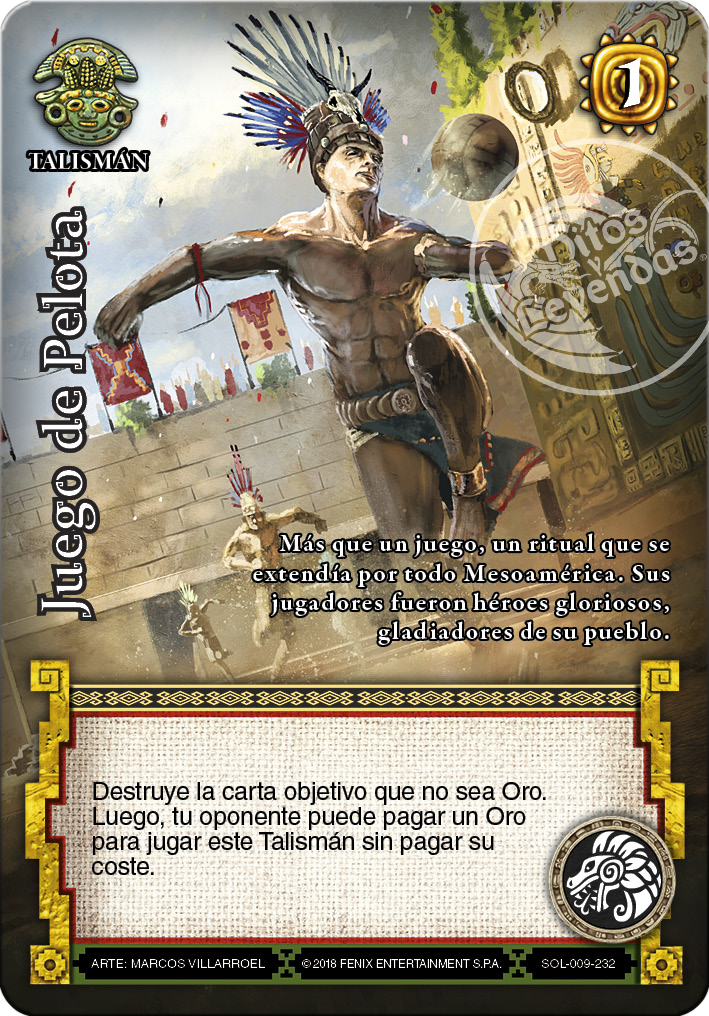 1
TALISMÁN
Mitos
y
Leyendas
Juego de Pelota
Más que un juego, un ritual que se
extendía por todo Mesoamérica. Sus
jugadores fueron héroes gloriosos,
gladiadores de su pueblo.
Destruye la carta objetivo que no sea Oro.
Luego, tu oponente puede pagar un Oro
para jugar este Talismán sin pagar su
coste.
ARTE: MARCOS VILLARROEL
©2018 FENIX ENTERTAINMENT S.P.A.
SOL-009-232